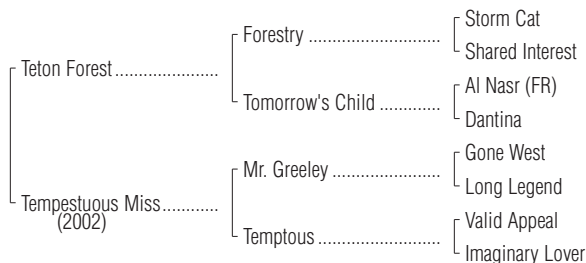 Storm Cat
Forestry ..................................
Shared Interest
Teton Forest ..........................
Al Nasr (FR)
Tomorrow's Child ...............
Dantina
Gone West
Mr. Greeley ............................
Long Legend
Tempestuous Miss..............
(2002)
Valid Appeal
Temptous ...............................
Imaginary Lover